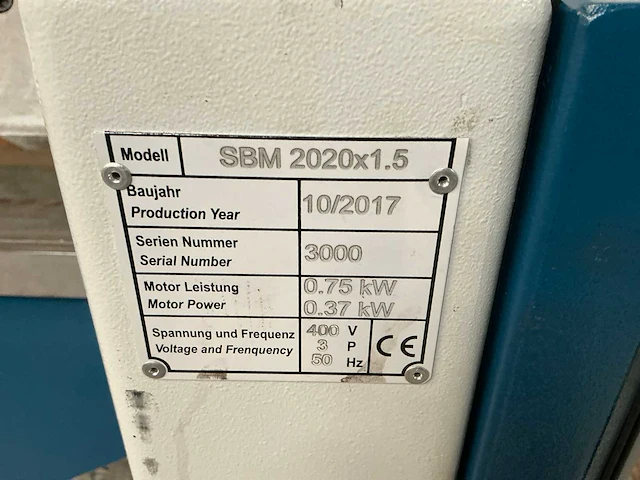 Modell SBM 2020x1.5
Baujahr
Production Year 10/2017
Serien Nummer
Serial Number 3000
Motor Leistung 0.75 kW
Motor Power 0.37 kW
Spannung und Frequenz 400 V
Voltage and Frenquency 3 P
50 Hz
CE